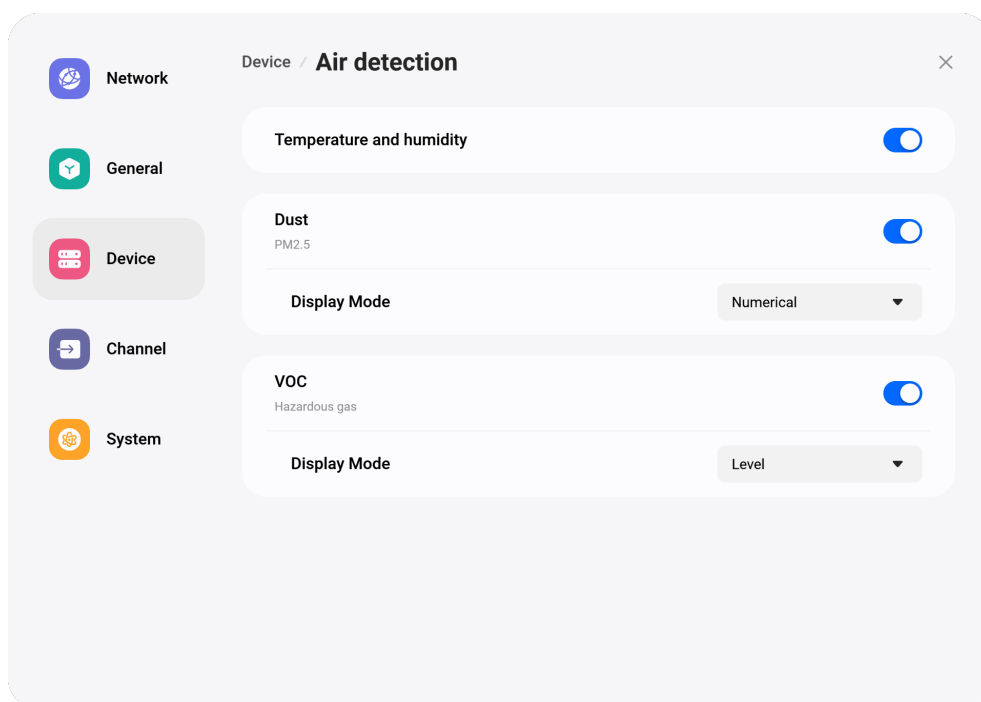 Network
General
Device
Channel
System
Device / Air detection
Temperature and humidity
Dust
PM2.5
Display Mode
Numerical
VOC
Hazardous gas
Display Mode
Level